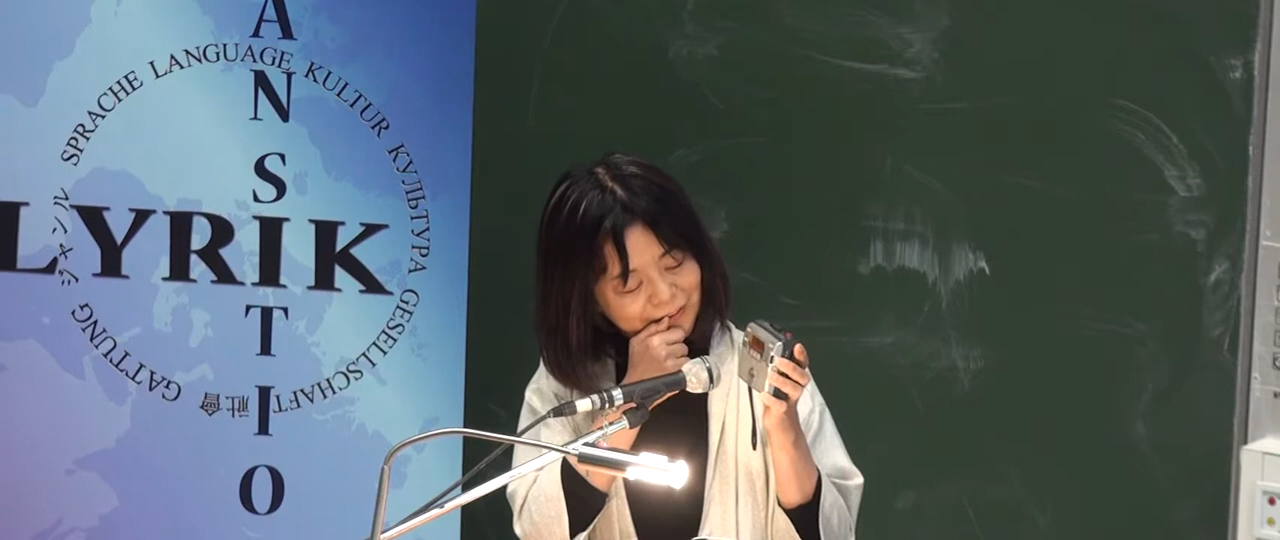 ANSITIO
LYRIK
SPRACHE LANGUAGE KULTUR КУЛЬТУРА GESELLSCHAFT 社會 GATTUNG ジャンル